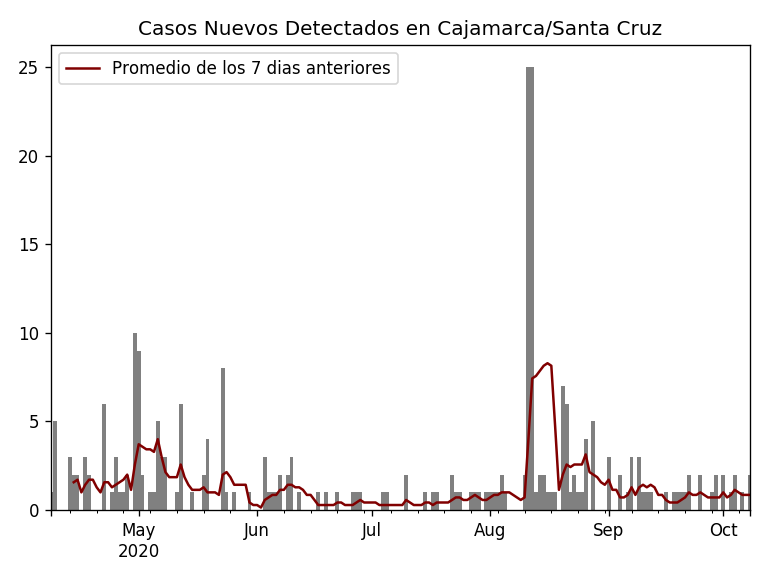 Casos Nuevos Detectados en Cajamarca/Santa Cruz
Promedio de los 7 dias anteriores
25
20
15
10
5
0
May Jun Jul Aug Sep Oct
2020